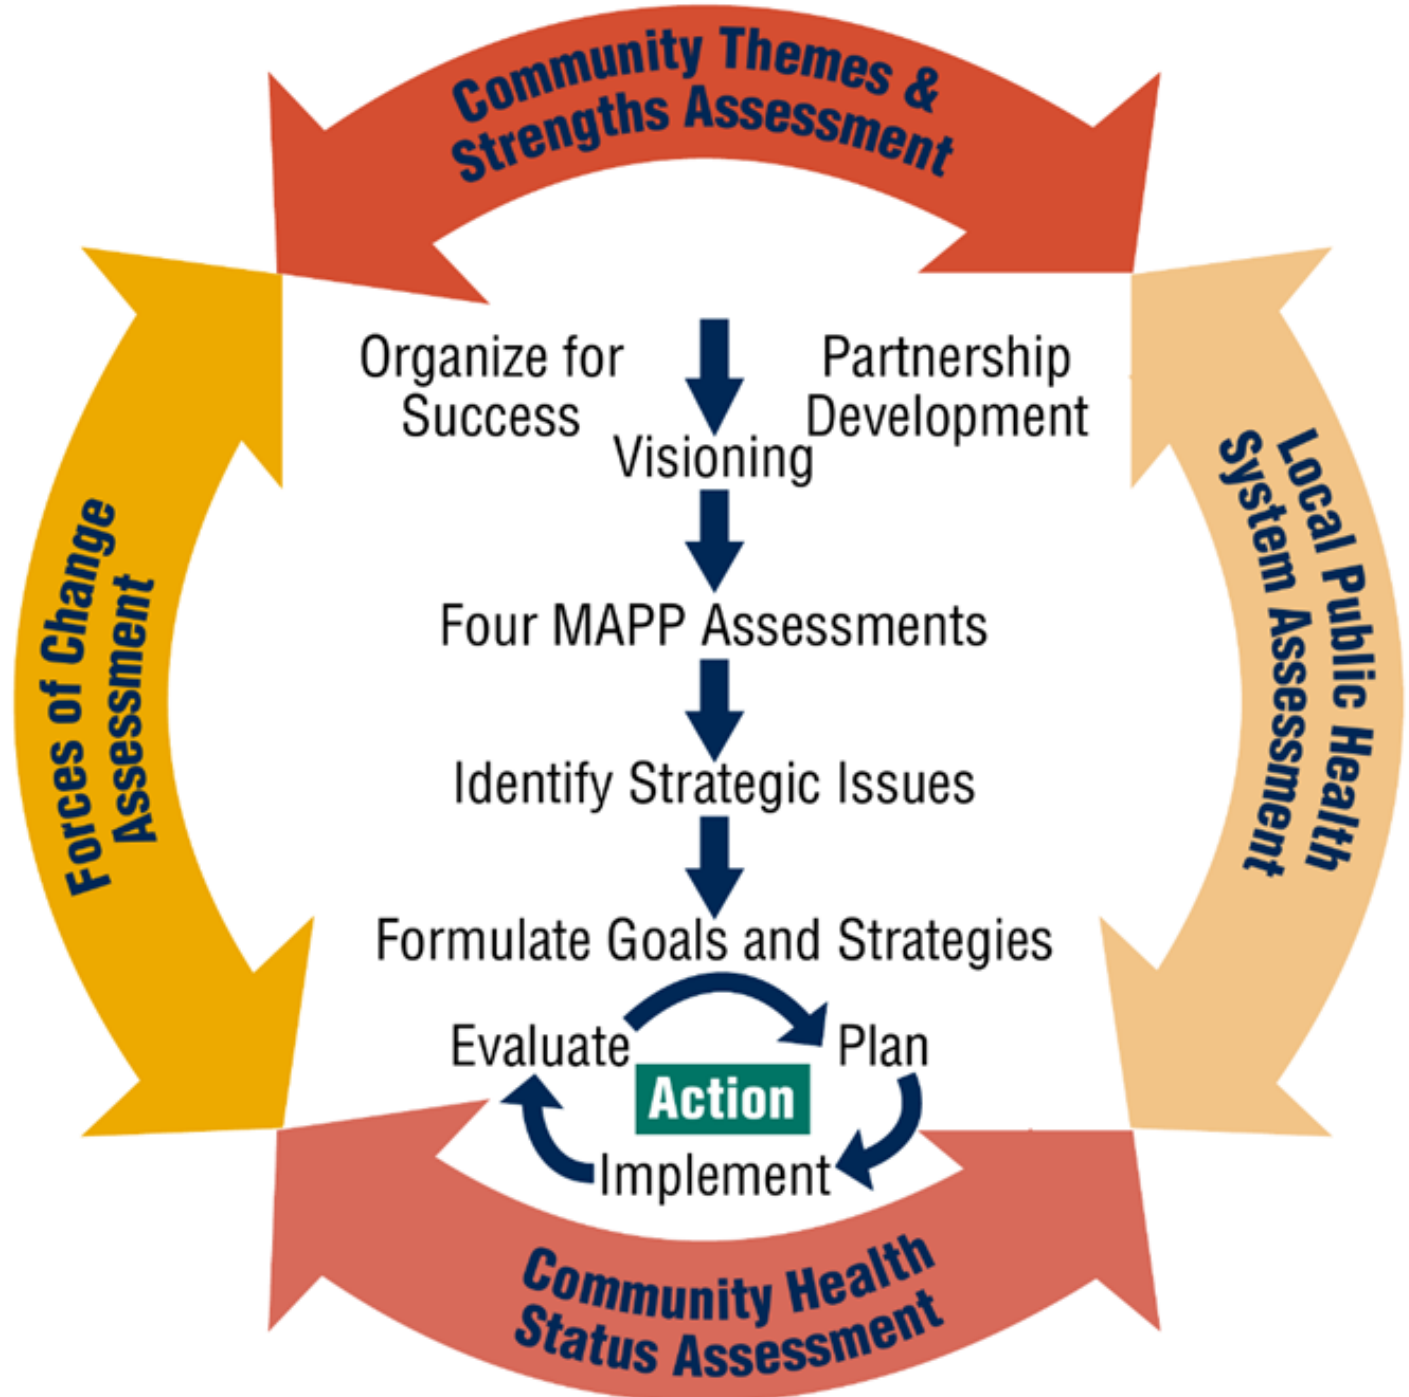 Community Themes &
Strengths Assessment
Organize for
Success
Partnership
Development
Visioning
Four MAPP Assessments
Identify Strategic Issues
Formulate Goals and Strategies
Evaluate
Plan
Action
Implement
Forces of Change
Assessment
Local Public Health
System Assessment
Community Health
Status Assessment